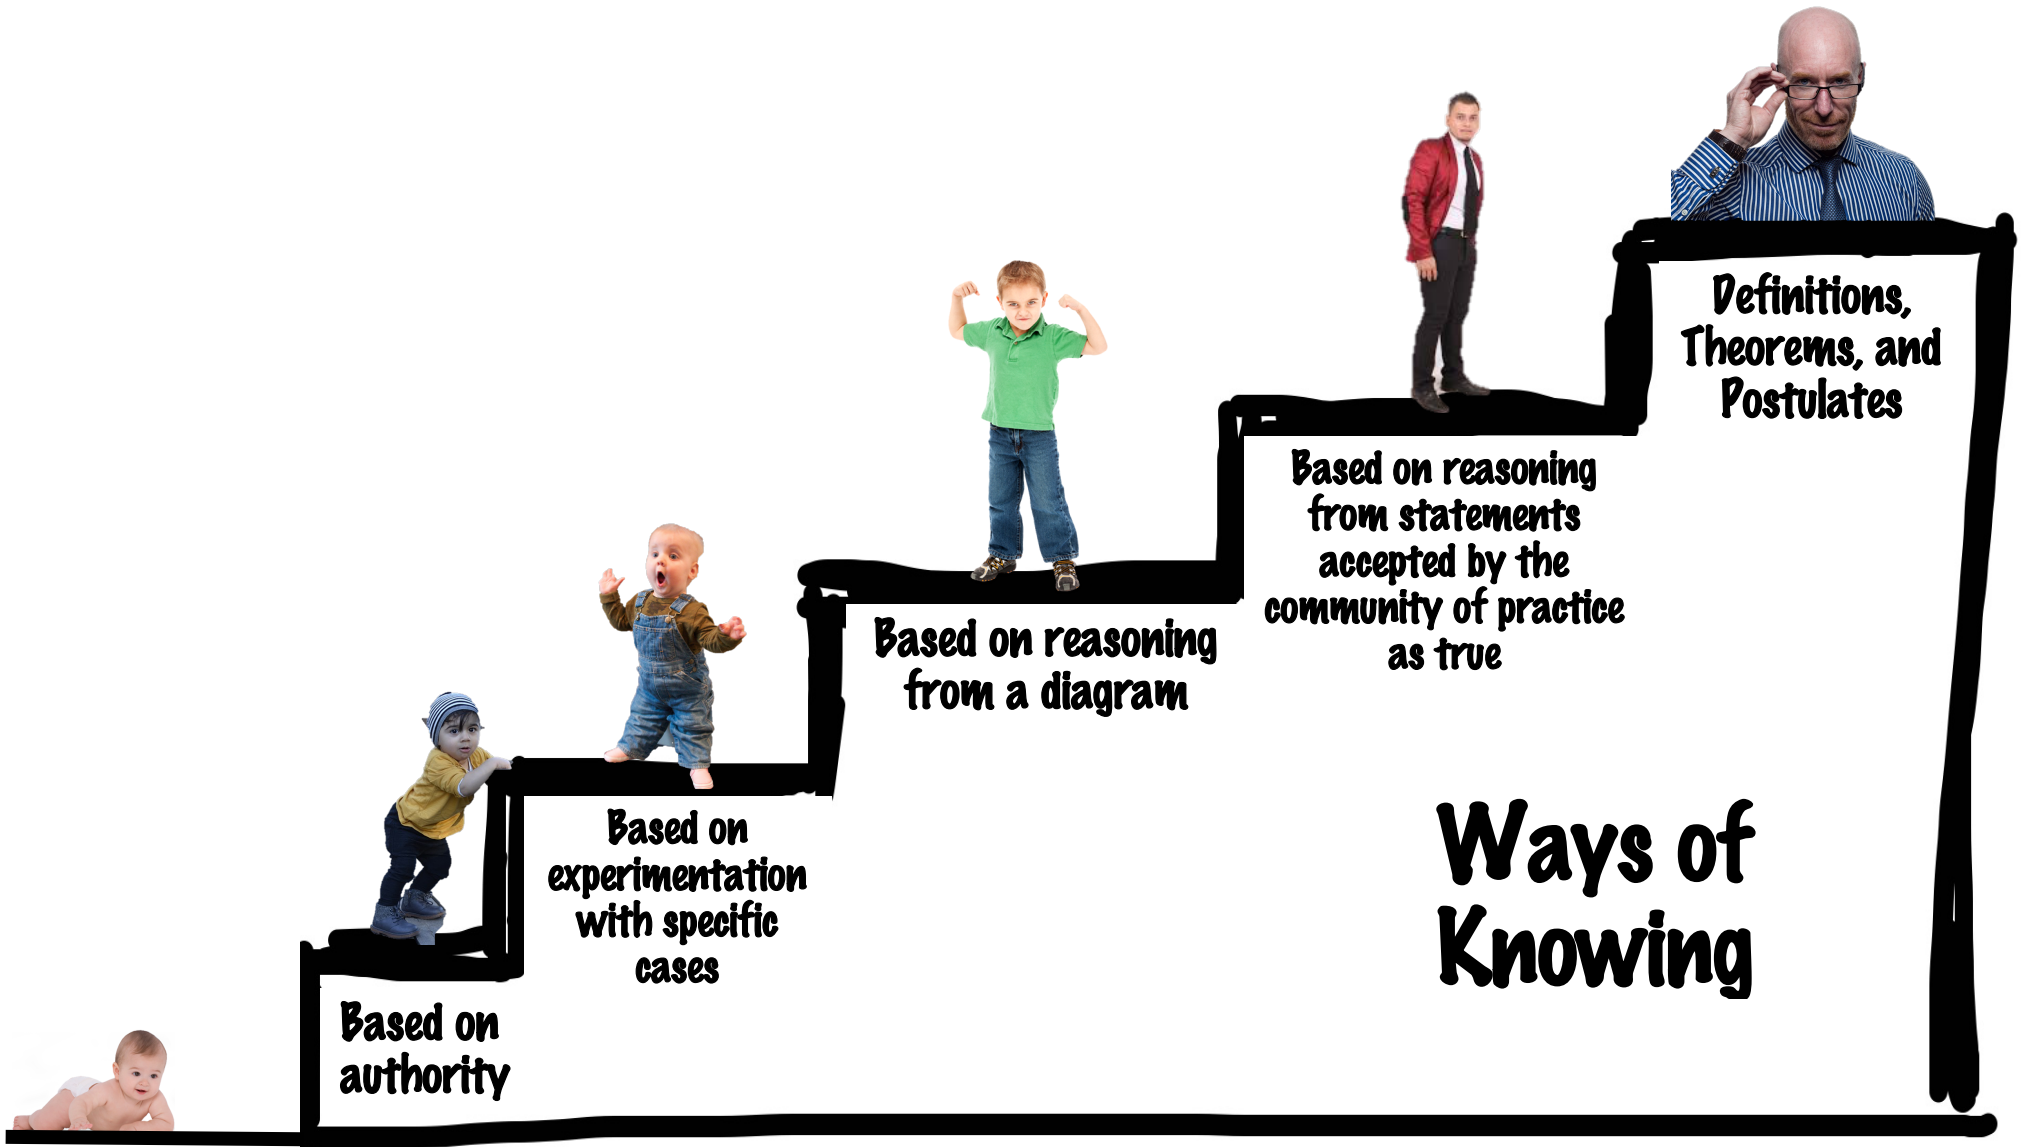 Based on
authority
Based on
experimentation
with specific
cases
Based on reasoning
from a diagram
Based on reasoning
from statements
accepted by the
community of practice
as true
Definitions,
Theorems, and
Postulates
Ways of
Knowing